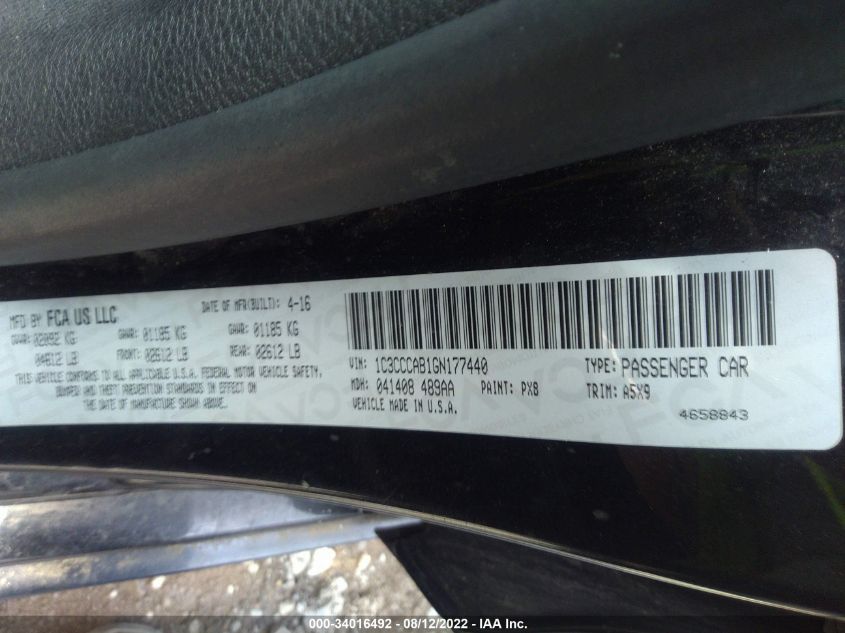 MFD BY FCA US LLC DATE OF MFR(BUILT): 4-16
GVWR: 02092 KG GAWR: 01185 KG GAWR: 01185 KG
04612 LB FRONT: 02612 LB REAR: 02612 LB
THIS VEHICLE CONFORMS TO ALL APPLICABLE U.S.A. FEDERAL MOTOR VEHICLE SAFETY,
BUMPER AND THEFT PREVENTION STANDARDS IN EFFECT ON
THE DATE OF MANUFACTURE SHOWN ABOVE.
VIN: 1C3CCCAB1GN177440 TYPE: PASSENGER CAR
MDH: 041408 489AA PAINT: PX8 TRIM: A5X9
VEHICLE MADE IN U.S.A. 4658843
000-34016492 - 08/12/2022 - IAA Inc.